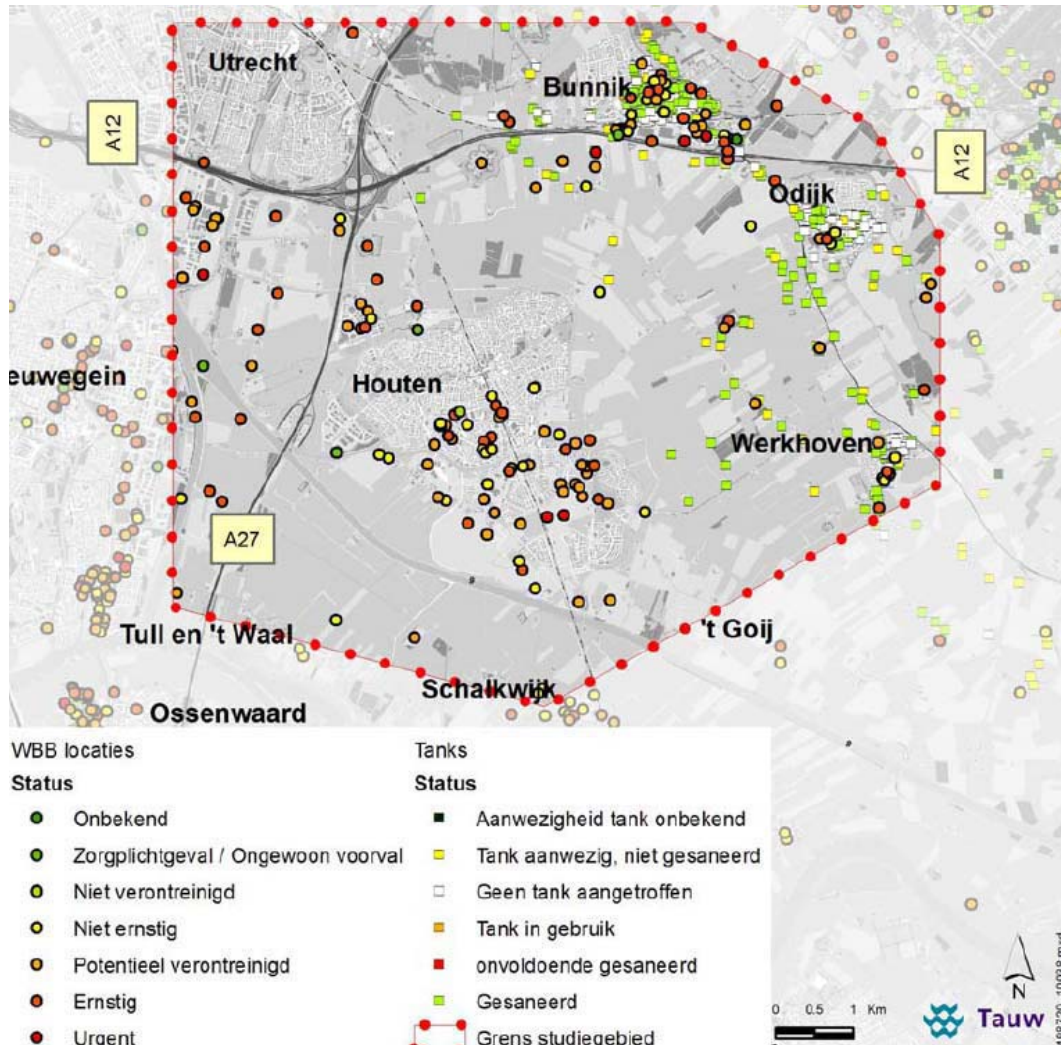 Utrecht
Bunnik
A12
A12
Odijk
euwegein
Houten
Werkhoven
A27
Tull en 't Waal
't Goij
Schalkwijk
Ossenwaard
WBB locaties
Status
Onbekend
Zorgplichtgeval / Ongewoon voorval
Niet verontreinigd
Niet ernstig
Potentieel verontreinigd
Ernstig
Urgent
Tanks
Status
Aanwezigheid tank onbekend
Tank aanwezig, niet gesaneerd
Geen tank aangetroffen
Tank in gebruik
onvoldoende gesaneerd
Gesaneerd
Grens studiegebied
0 0.5 1 Km
N
Tauw